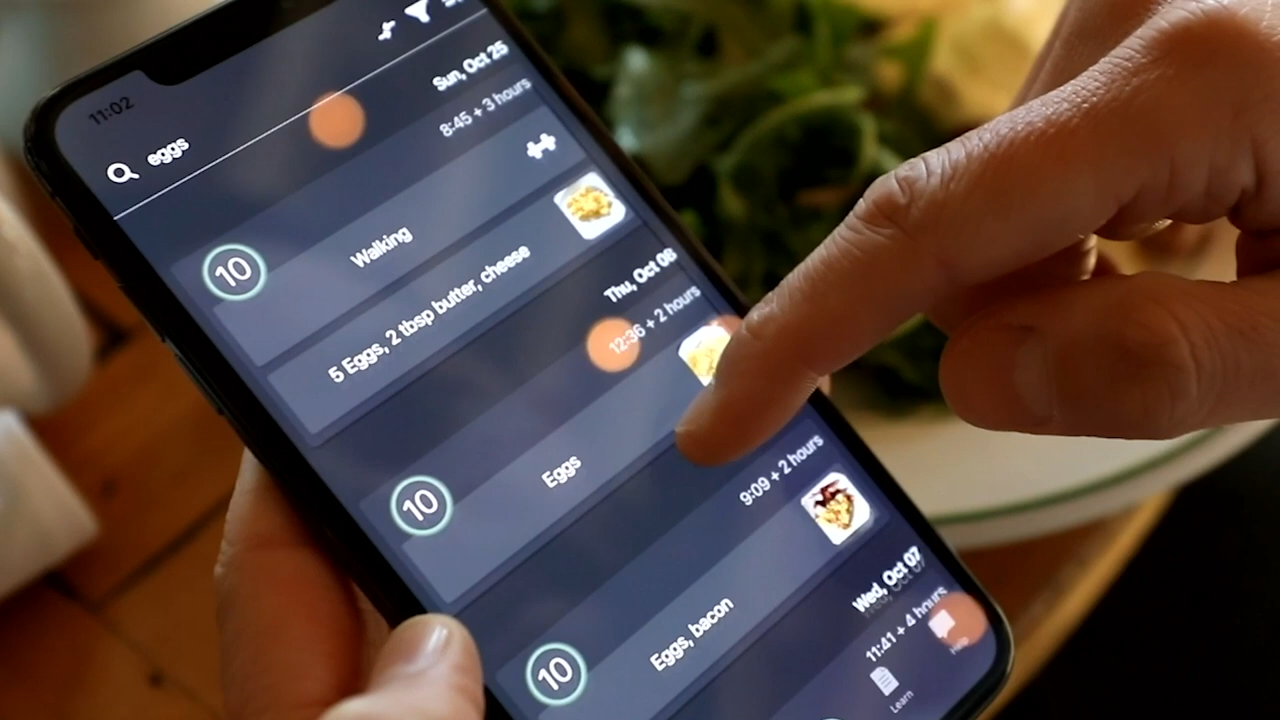 11:02
eggs
Sun, Oct 25
8:45 + 3 hours
10
Walking
5 Eggs, 2 tbsp butter, cheese
Thu, Oct 08
12:36 + 2 hours
10
Eggs
9:09 + 2 hours
10
Eggs, bacon
Wed, Oct 07
11:41 + 4 hours
Help
Learn